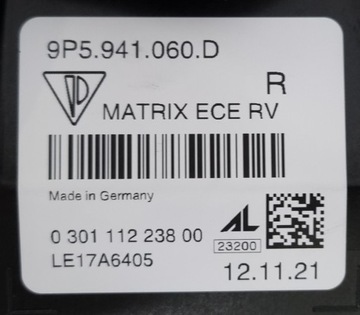 9P5.941.060.D
R
MATRIX ECE RV
Made in Germany
AL
0 301 112 238 00
23200
LE17A6405
12.11.21